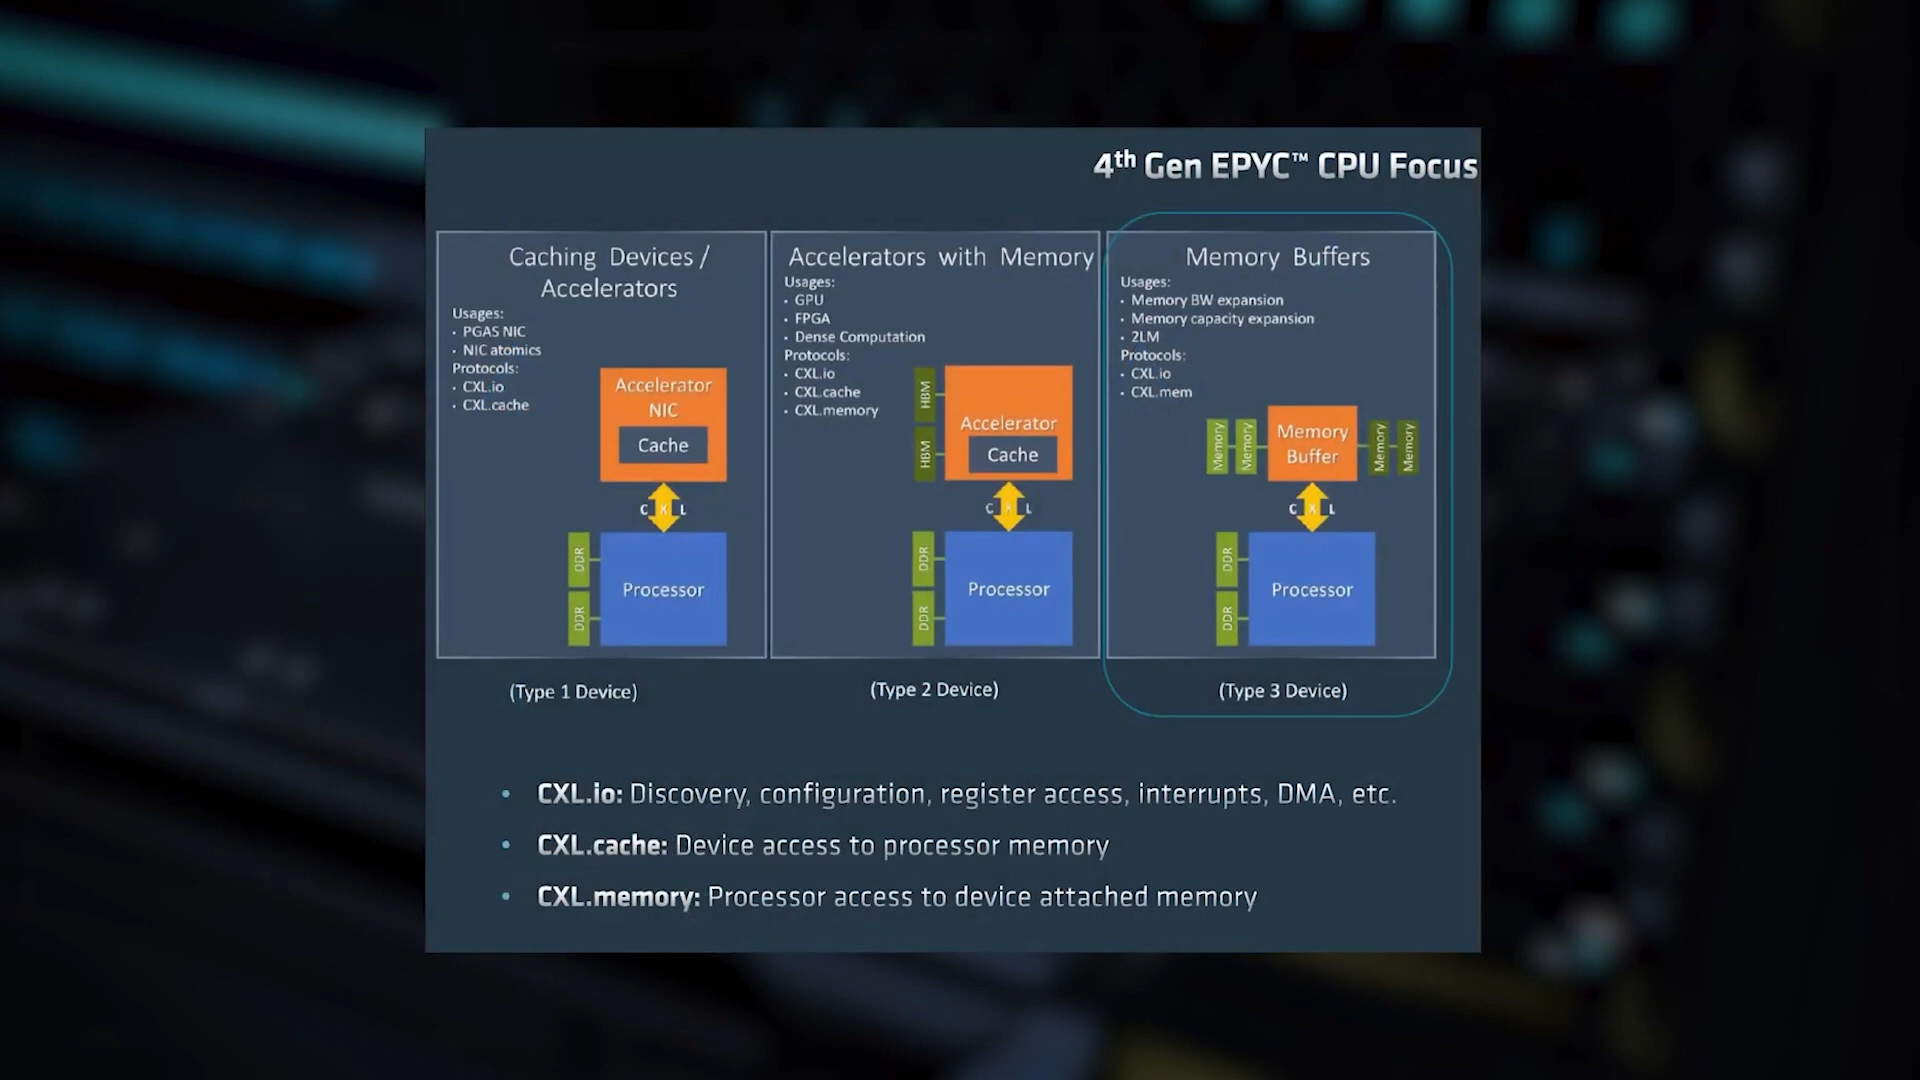 4th Gen EPYC™ CPU Focus
Caching Devices /
Accelerators
Usages:
· PGAS NIC
· NIC atomics
Protocols:
· CXL.io
· CXL.cache
Accelerator
NIC
Cache
C X L
DDR
DDR
Processor
(Type 1 Device)
Accelerators with Memory
Usages:
· GPU
· FPGA
· Dense Computation
Protocols:
· CXL.io
· CXL.cache
· CXL.memory
HBM
HBM
Accelerator
Cache
C X L
DDR
DDR
Processor
(Type 2 Device)
Memory Buffers
Usages:
· Memory BW expansion
· Memory capacity expansion
· 2LM
Protocols:
· CXL.io
· CXL.mem
Memory
Memory
Memory
Buffer
Memory
Memory
C X L
DDR
DDR
Processor
(Type 3 Device)
• CXL.io: Discovery, configuration, register access, interrupts, DMA, etc.
• CXL.cache: Device access to processor memory
• CXL.memory: Processor access to device attached memory